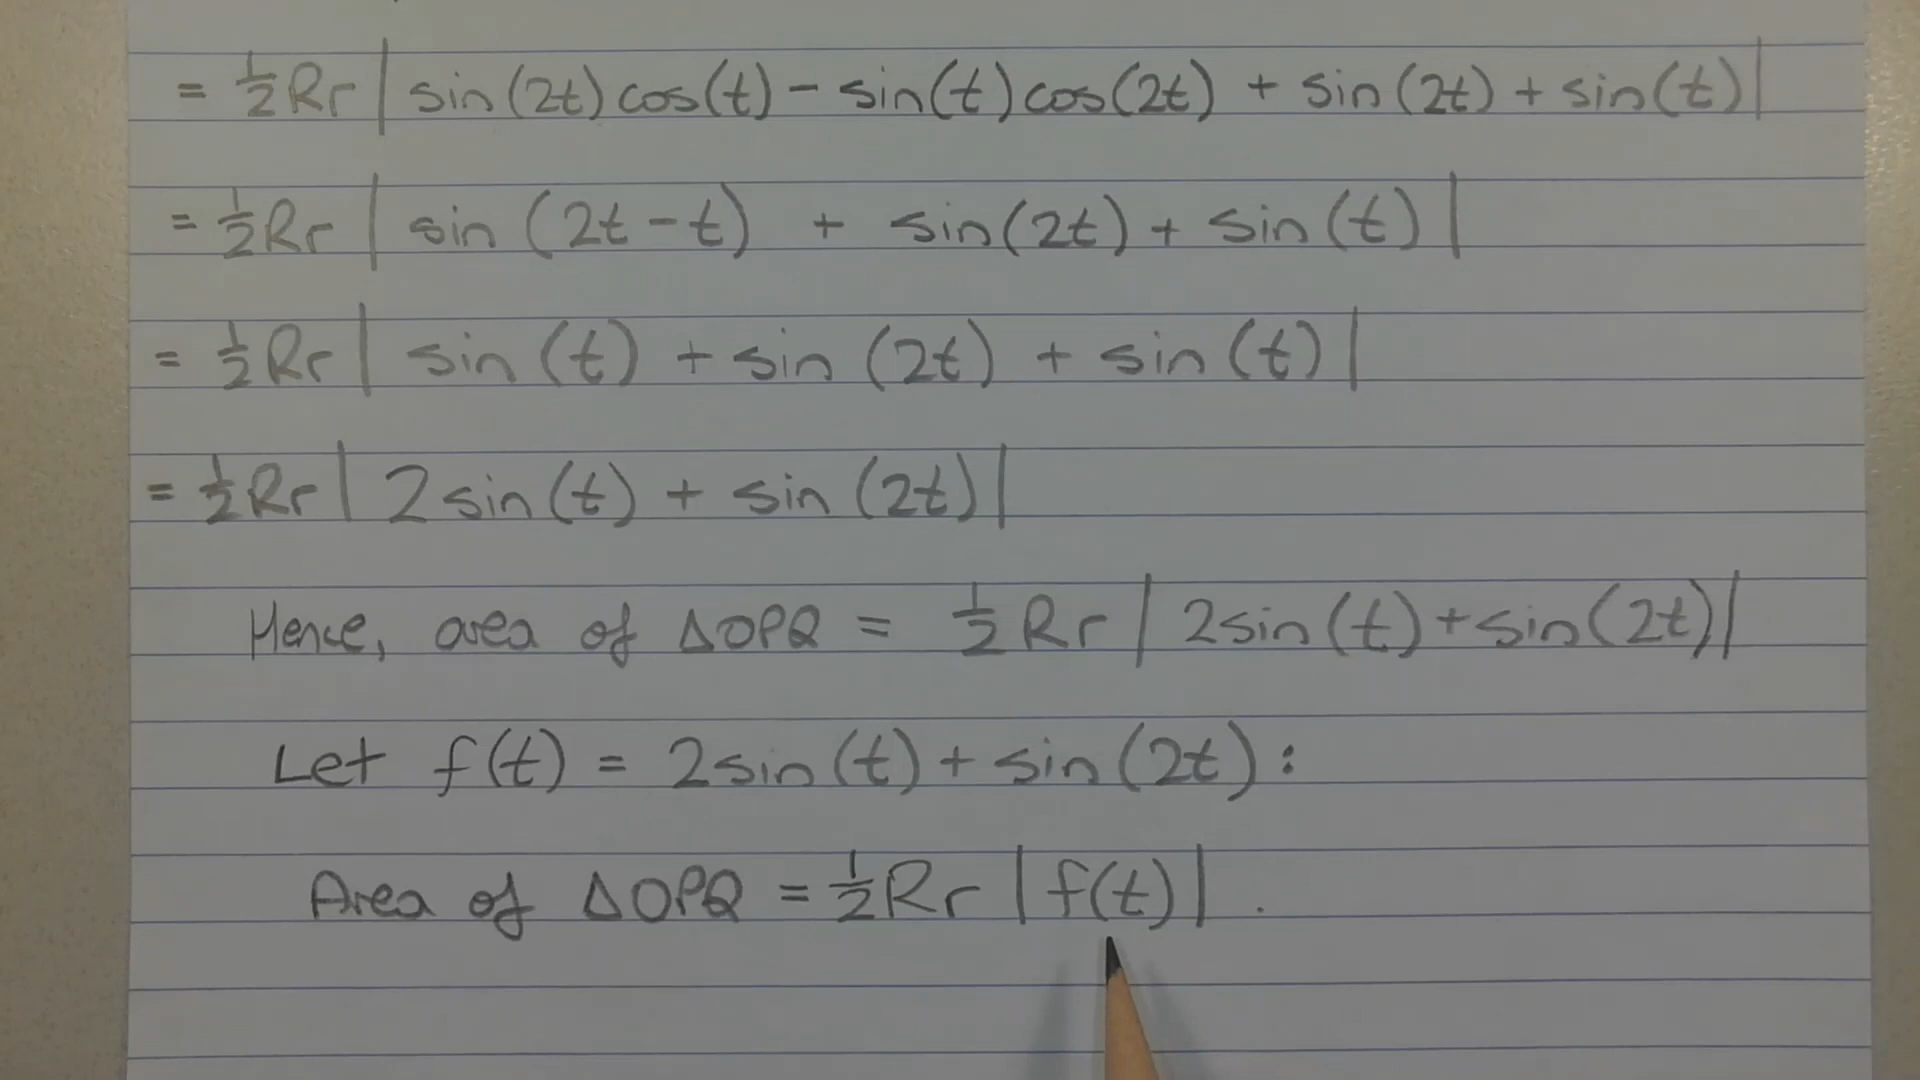 = ½Rr | sin(2t)cos(t) - sin(t)cos(2t) + sin(2t) + sin(t)|
= ½Rr | sin (2t - t) + sin(2t) + sin(t)|
= ½Rr | sin (t) + sin (2t) + sin (t)|
= ½Rr | 2 sin(t) + sin (2t)|
Hence, area of ΔOPQ = ½Rr | 2sin(t)+sin(2t)|
Let f(t) = 2sin(t) + sin(2t) :
Area of ΔOPQ = ½Rr |f(t)| .